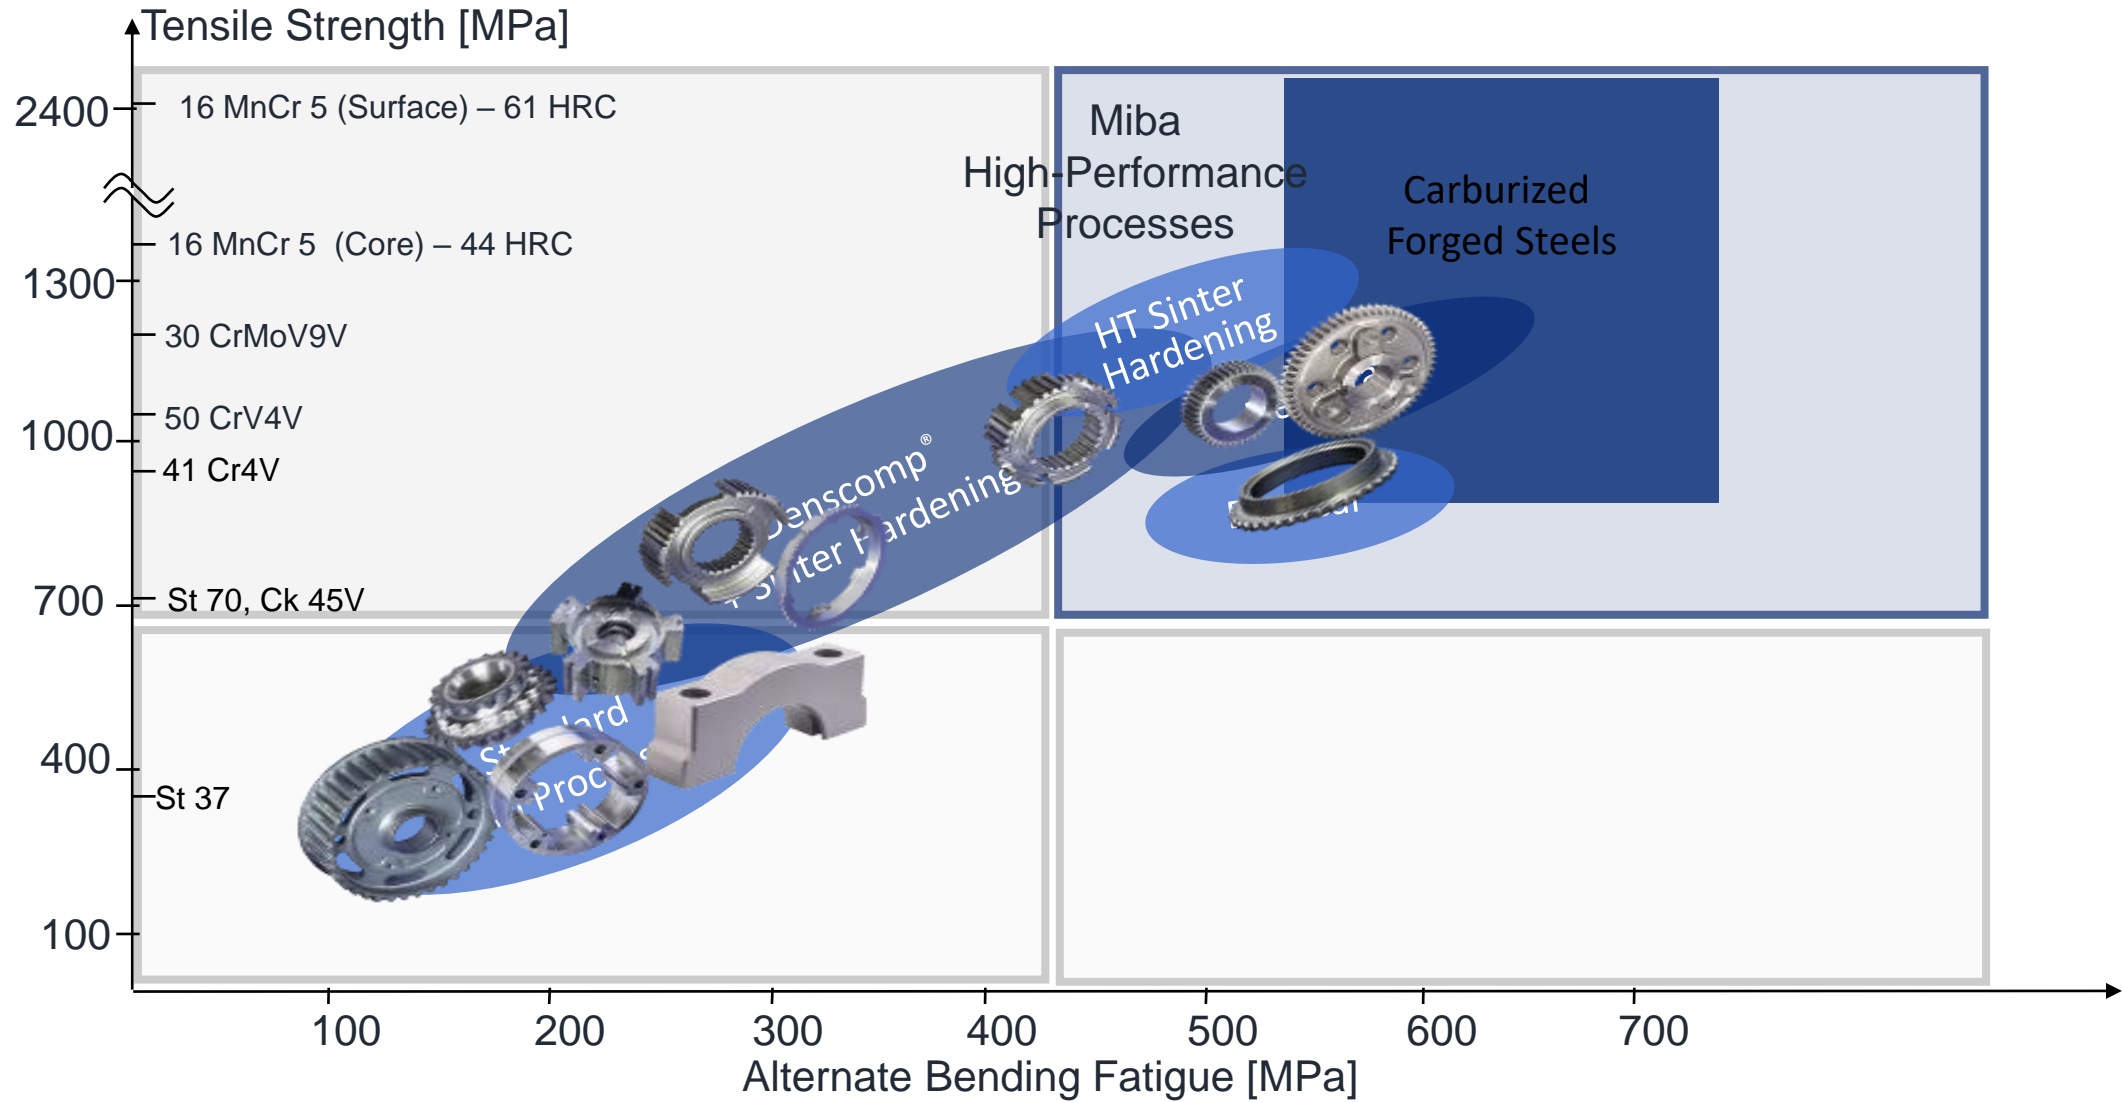 Tensile Strength [MPa]
2400
16 MnCr 5 (Surface) – 61 HRC
Miba
High-Performance
Processes
Carburized
Forged Steels
16 MnCr 5 (Core) – 44 HRC
1300
HT Sinter
Hardening
30 CrMoV9V
50 CrV4V
1000
41 Cr4V
Denscomp®
Hardening
700
St 70, Ck 45V
400
St 37
100
100 200 300 400 500 600 700
Alternate Bending Fatigue [MPa]